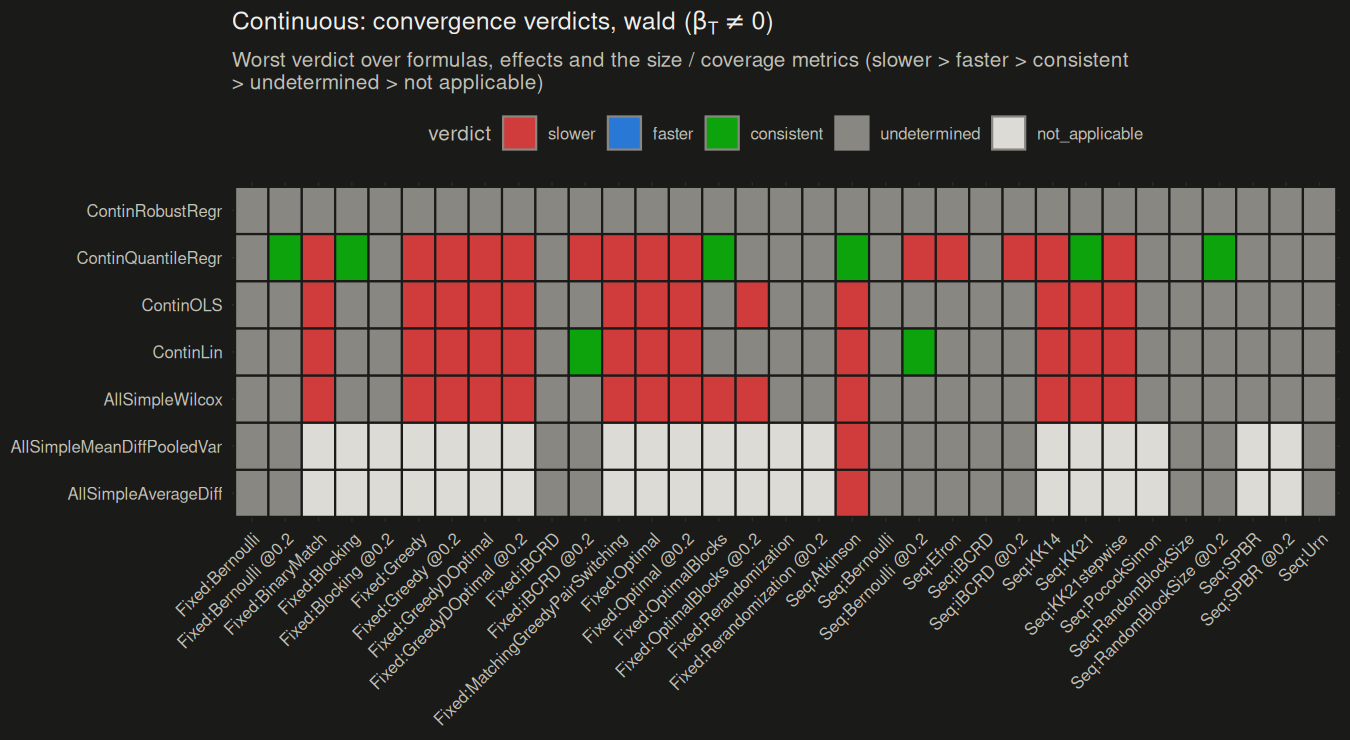 Continuous: convergence verdicts, wald (βT ≠ 0)
Worst verdict over formulas, effects and the size / coverage metrics (slower > faster > consistent
> undetermined > not applicable)
verdict slower faster consistent undetermined not_applicable
ContinRobustRegr
ContinQuantileRegr
ContinOLS
ContinLin
AllSimpleWilcox
AllSimpleMeanDiffPooledVar
AllSimpleAverageDiff
Fixed:Bernoulli
Fixed:Bernoulli @0.2
Fixed:BinaryMatch
Fixed:Blocking
Fixed:Blocking @0.2
Fixed:Greedy
Fixed:Greedy @0.2
Fixed:GreedyDOptimal
Fixed:GreedyDOptimal @0.2
Fixed:iBCRD
Fixed:iBCRD @0.2
Fixed:MatchingGreedyPairSwitching
Fixed:Optimal
Fixed:Optimal @0.2
Fixed:OptimalBlocks
Fixed:OptimalBlocks @0.2
Fixed:Rerandomization
Fixed:Rerandomization @0.2
Seq:Atkinson
Seq:Bernoulli
Seq:Bernoulli @0.2
Seq:Efron
Seq:iBCRD
Seq:iBCRD @0.2
Seq:KK14
Seq:KK21
Seq:KK21stepwise
Seq:PocockSimon
Seq:RandomBlockSize
Seq:RandomBlockSize @0.2
Seq:SPBR
Seq:SPBR @0.2
Seq:Urn